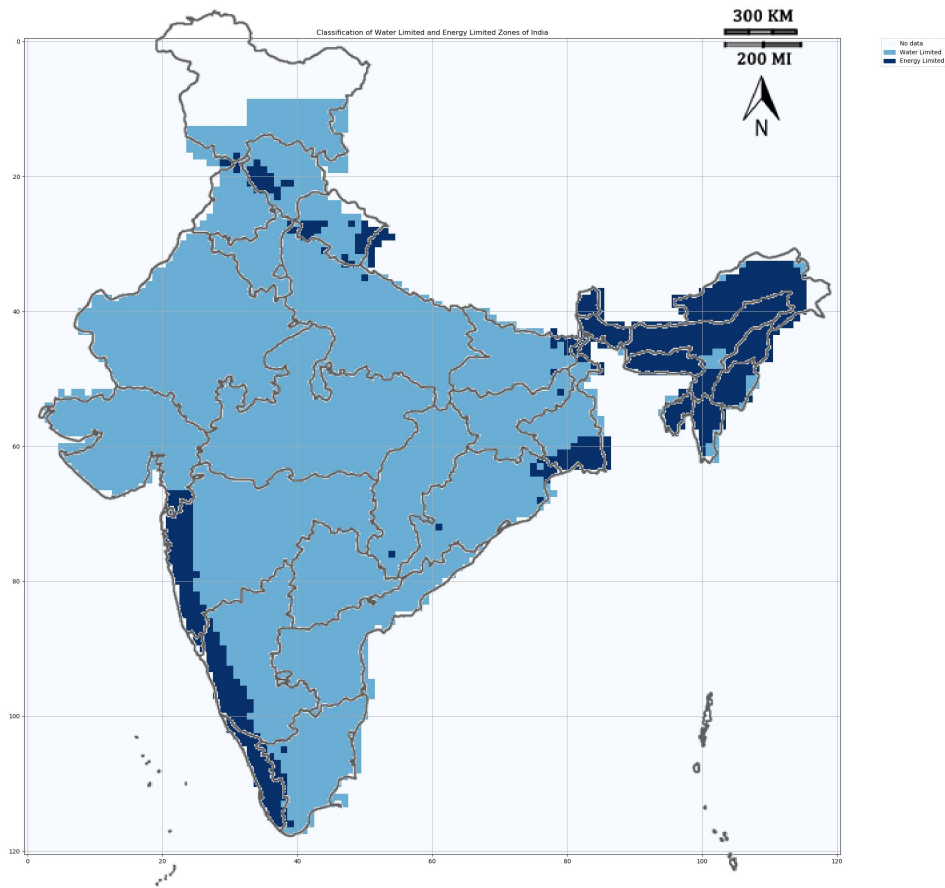 Classification of Water Limited and Energy Limited Zones of India
300 KM
200 MI
N
No data
Water Limited
Energy Limited
0
20
40
60
80
100
120
0
20
40
60
80
100
120